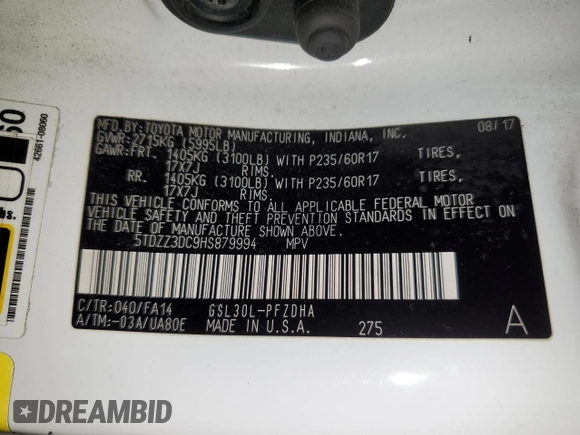 MFD.BY:TOYOTA MOTOR MANUFACTURING, INDIANA, INC. 08/17
GVWR:2715KG (5995LB)
GAWR:FRT. 1405KG (3100LB) WITH P235/60R17 TIRES,
17X7J RIMS.
RR. 1405KG (3100LB) WITH P235/60R17 TIRES,
17X7J RIMS.
THIS VEHICLE CONFORMS TO ALL APPLICABLE FEDERAL MOTOR
VEHICLE SAFETY AND THEFT PREVENTION STANDARDS IN EFFECT
ON THE DATE OF MANUFACTURE SHOWN ABOVE.
5TDZZ3DC9HS879994 MPV
C/TR:040/FA14 GSL30L-PFZDHA
A/TM:-03A/UA80E MADE IN U.S.A. 275 A
42661-08060
lbs.
DREAMBID